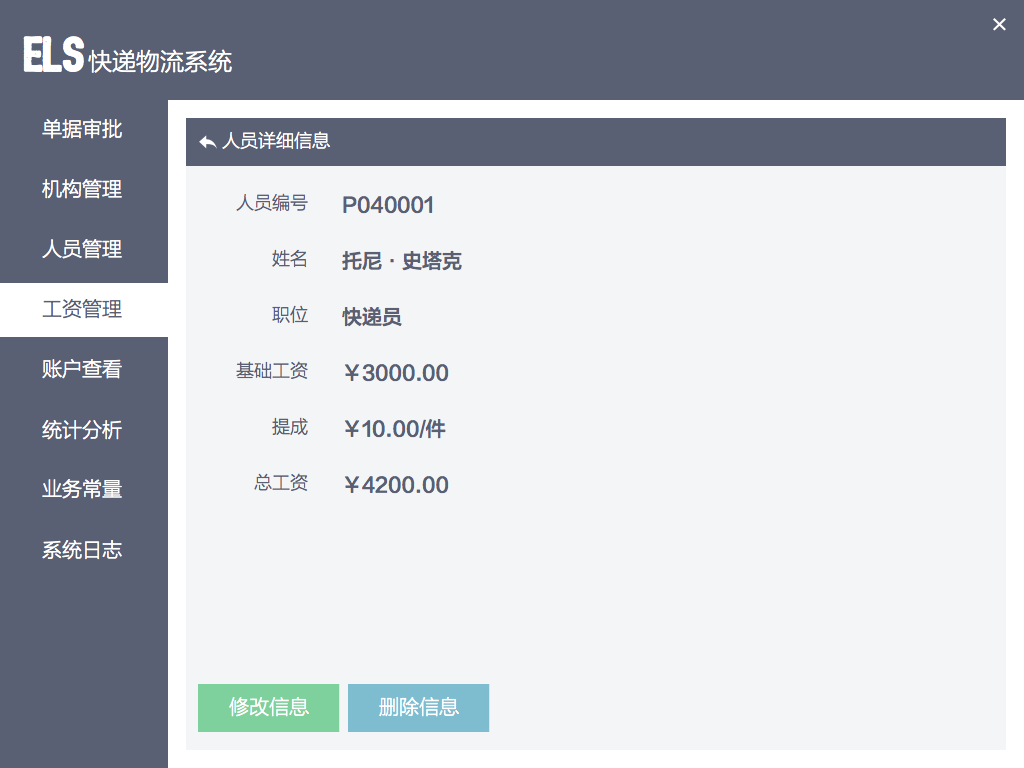 ELS 快递物流系统
×
单据审批
机构管理
人员管理
工资管理
账户查看
统计分析
业务常量
系统日志
人员详细信息
人员编号 P040001
姓名 托尼·史塔克
职位 快递员
基础工资 ￥3000.00
提成 ￥10.00/件
总工资 ￥4200.00
修改信息 删除信息